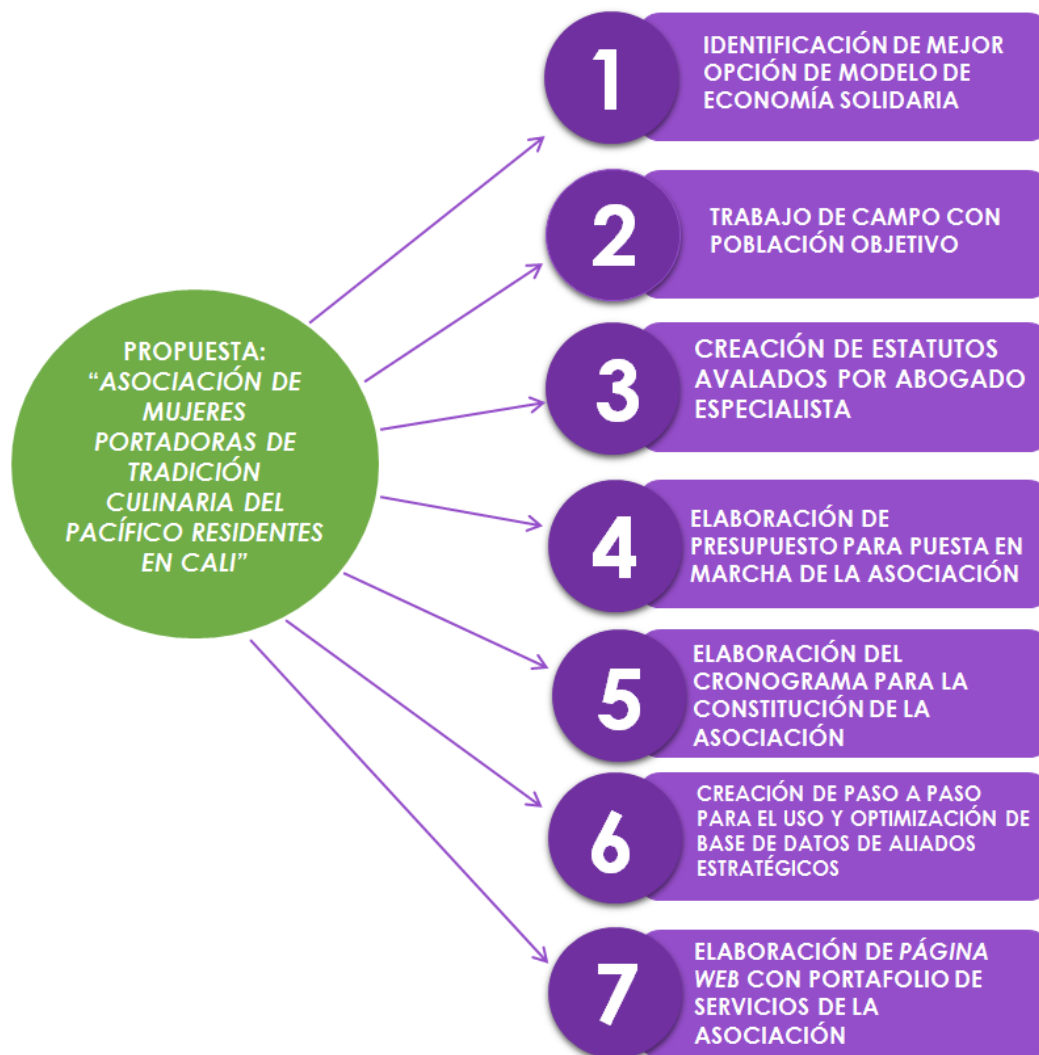 PROPUESTA:
“ASOCIACIÓN DE
MUJERES
PORTADORAS DE
TRADICIÓN
CULINARIA DEL
PACÍFICO RESIDENTES
EN CALI”
1
IDENTIFICACIÓN DE MEJOR
OPCIÓN DE MODELO DE
ECONOMÍA SOLIDARIA
2
TRABAJO DE CAMPO CON
POBLACIÓN OBJETIVO
3
CREACIÓN DE ESTATUTOS
AVALADOS POR ABOGADO
ESPECIALISTA
4
ELABORACIÓN DE
PRESUPUESTO PARA PUESTA EN
MARCHA DE LA ASOCIACIÓN
5
ELABORACIÓN DEL
CRONOGRAMA PARA LA
CONSTITUCIÓN DE LA
ASOCIACIÓN
6
CREACIÓN DE PASO A PASO
PARA EL USO Y OPTIMIZACIÓN DE
BASE DE DATOS DE ALIADOS
ESTRATÉGICOS
7
ELABORACIÓN DE PÁGINA
WEB CON PORTAFOLIO DE
SERVICIOS DE LA
ASOCIACIÓN